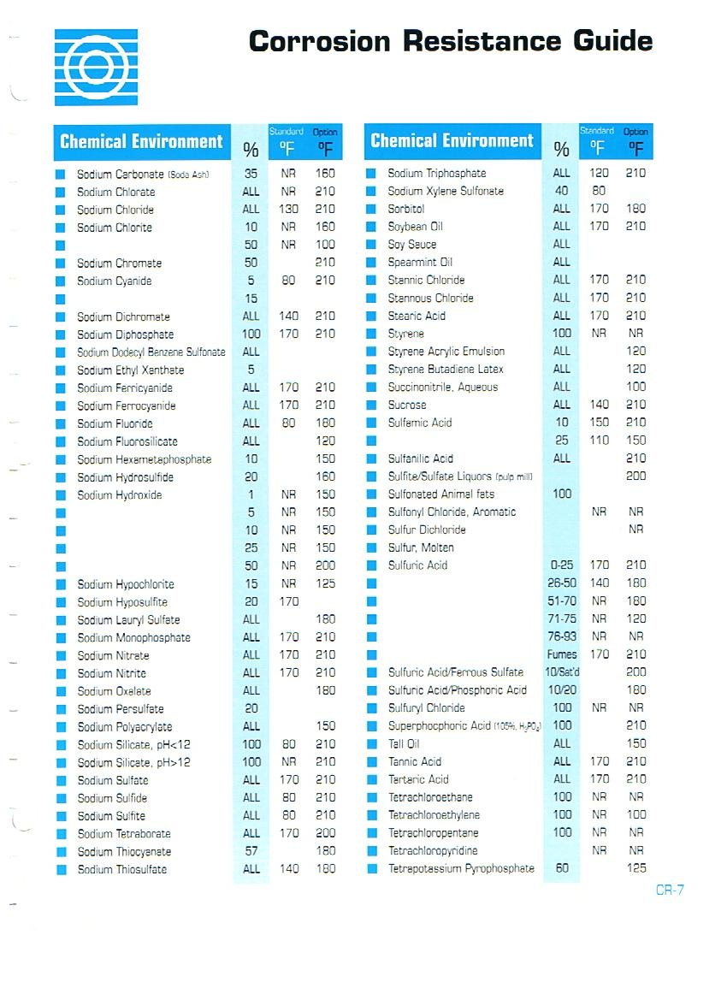 Corrosion Resistance Guide
Chemical Environment % Standard °F Option °F
Sodium Carbonate (Soda Ash) 35 NR 160
Sodium Chlorate ALL NR 210
Sodium Chloride ALL 130 210
Sodium Chlorite 10 NR 160
50 NR 100
Sodium Chromate 50 210
Sodium Cyanide 5 80 210
15
Sodium Dichromate ALL 140 210
Sodium Diphosphate 100 170 210
Sodium Dodecyl Benzene Sulfonate ALL
Sodium Ethyl Xanthate 5
Sodium Ferricyanide ALL 170 210
Sodium Ferrocyanide ALL 170 210
Sodium Fluoride ALL 80 180
Sodium Fluorosilicate ALL 120
Sodium Hexametaphosphate 10 150
Sodium Hydrosulfide 20 160
Sodium Hydroxide 1 NR 150
5 NR 150
10 NR 150
25 NR 150
50 NR 200
Sodium Hypochlorite 15 NR 125
Sodium Hyposulfite 20 170
Sodium Lauryl Sulfate ALL 180
Sodium Monophosphate ALL 170 210
Sodium Nitrate ALL 170 210
Sodium Nitrite ALL 170 210
Sodium Oxalate ALL 180
Sodium Persulfate 20
Sodium Polyacrylate ALL 150
Sodium Silicate, pH<12 100 80 210
Sodium Silicate, pH>12 100 NR 210
Sodium Sulfate ALL 170 210
Sodium Sulfide ALL 80 210
Sodium Sulfite ALL 80 210
Sodium Tetraborate ALL 170 200
Sodium Thiocyanate 57 180
Sodium Thiosulfate ALL 140 180
Chemical Environment % Standard °F Option °F
Sodium Triphosphate ALL 120 210
Sodium Xylene Sulfonate 40 80
Sorbitol ALL 170 180
Soybean Oil ALL 170 210
Soy Sauce ALL
Spearmint Oil ALL
Stannic Chloride ALL 170 210
Stannous Chloride ALL 170 210
Stearic Acid ALL 170 210
Styrene 100 NR NR
Styrene Acrylic Emulsion ALL 120
Styrene Butadiene Latex ALL 120
Succinonitrile, Aqueous ALL 100
Sucrose ALL 140 210
Sulfamic Acid 10 150 210
25 110 150
Sulfanilic Acid ALL 210
Sulfite/Sulfate Liquors (pulp mill) 200
Sulfonated Animal fats 100
Sulfonyl Chloride, Aromatic NR NR
Sulfur Dichloride NR
Sulfur, Molten
Sulfuric Acid 0-25 170 210
26-50 140 180
51-70 NR 180
71-75 NR 120
76-93 NR NR
Fumes 170 210
Sulfuric Acid/Ferrous Sulfate 10/Sat'd 200
Sulfuric Acid/Phosphoric Acid 10/20 180
Sulfuryl Chloride 100 NR NR
Superphocphoric Acid (105%, H₃PO₄) 100 210
Tall Oil ALL 150
Tannic Acid ALL 170 210
Tartaric Acid ALL 170 210
Tetrachloroethane 100 NR NR
Tetrachloroethylene 100 NR 100
Tetrachloropentane 100 NR NR
Tetrachloropyridine NR NR
Tetrapotassium Pyrophosphate 60 125
CR-7